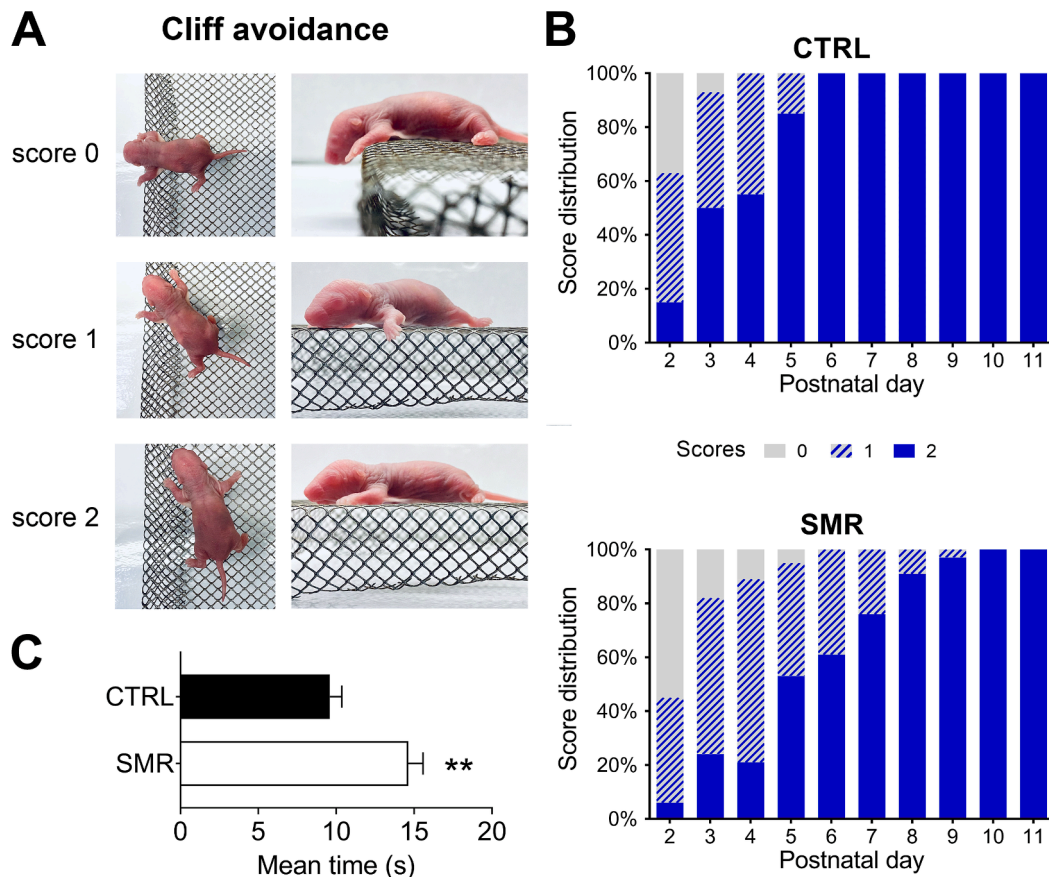 A
Cliff avoidance
score 0
score 1
score 2
B
CTRL
100%
80%
60%
40%
20%
0%
Score distribution
2 3 4 5 6 7 8 9 10 11
Postnatal day
Scores 0 1 2
SMR
100%
80%
60%
40%
20%
0%
Score distribution
2 3 4 5 6 7 8 9 10 11
Postnatal day
C
CTRL
SMR
**
0 5 10 15 20
Mean time (s)